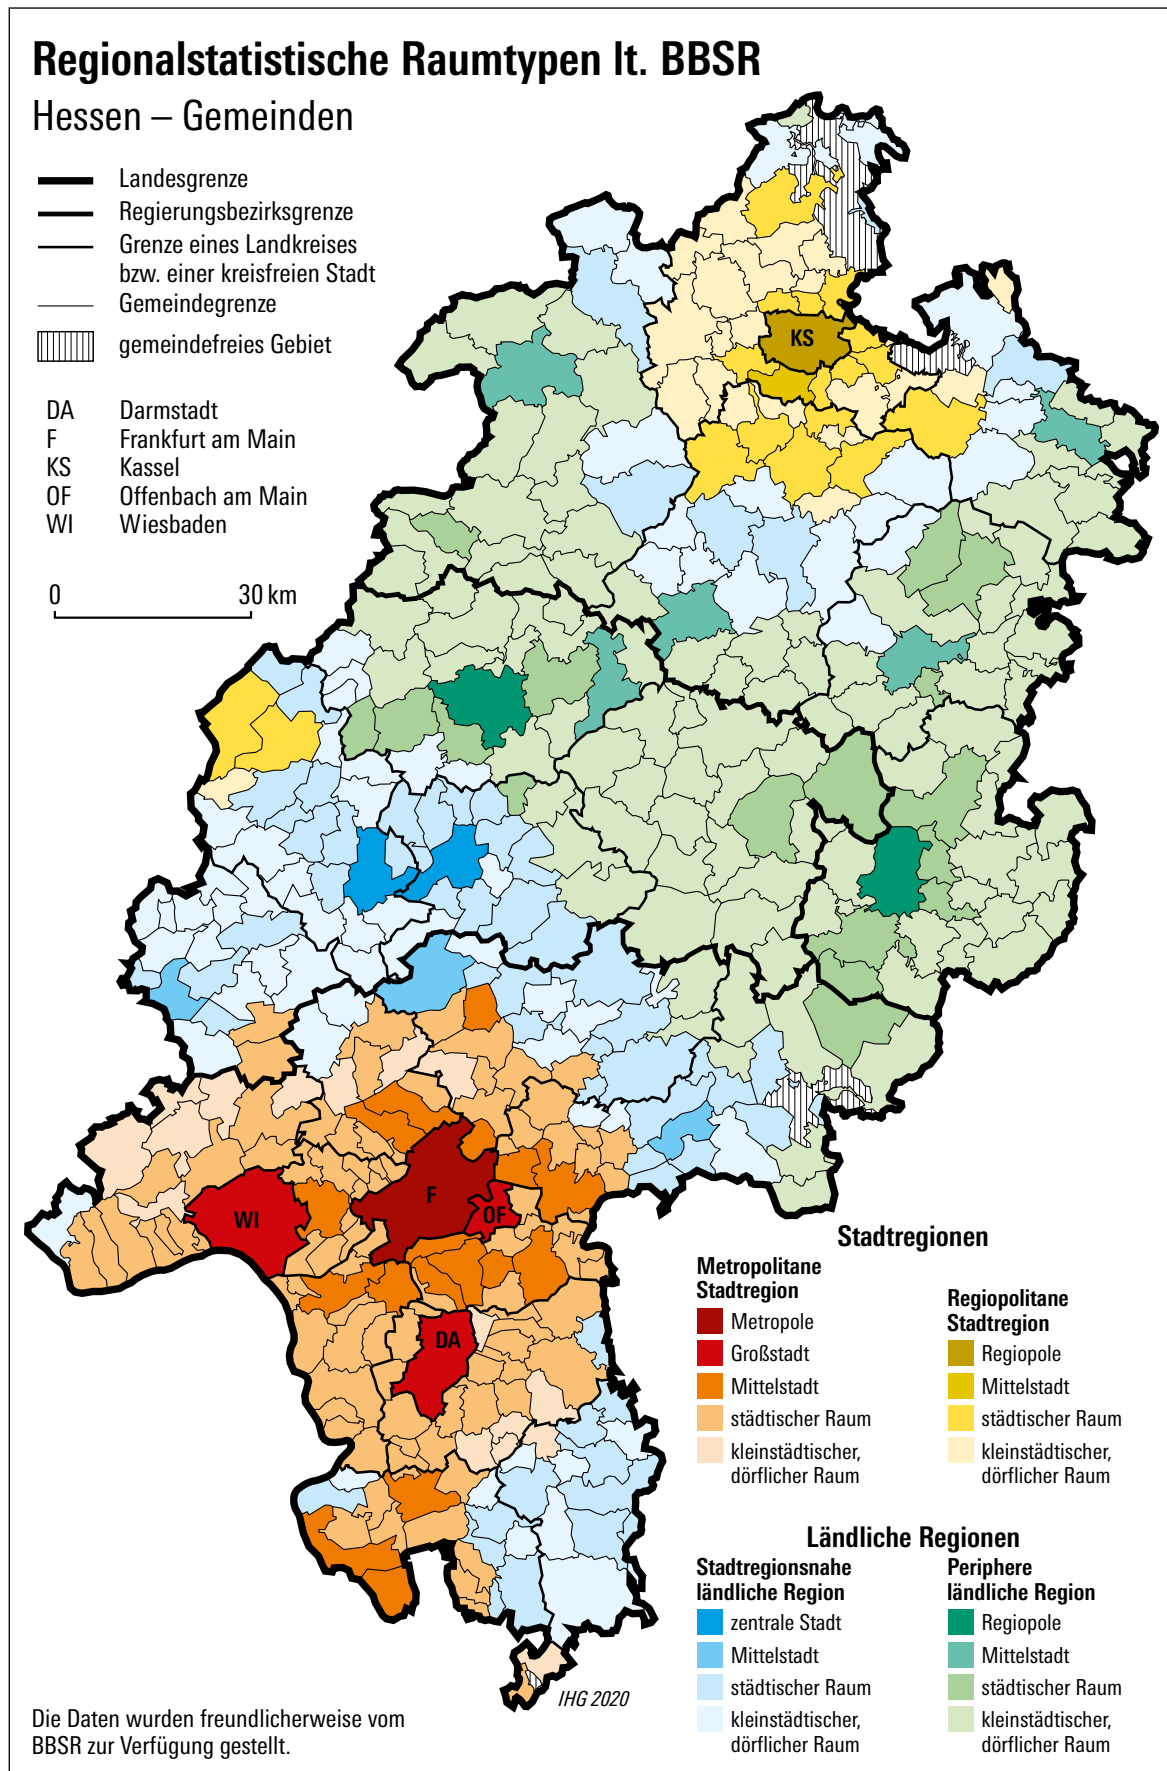 Regionalstatistische Raumtypen lt. BBSR
Hessen – Gemeinden
Landesgrenze
Regierungsbezirksgrenze
Grenze eines Landkreises
bzw. einer kreisfreien Stadt
Gemeindegrenze
gemeindefreies Gebiet
DA Darmstadt
F Frankfurt am Main
KS Kassel
OF Offenbach am Main
WI Wiesbaden
0 30 km
KS
F
WI
OF
DA
Stadtregionen
Metropolitane
Stadtregion
Metropole
Großstadt
Mittelstadt
städtischer Raum
kleinstädtischer,
dörflicher Raum
Regiopolitane
Stadtregion
Regiopole
Mittelstadt
städtischer Raum
kleinstädtischer,
dörflicher Raum
Ländliche Regionen
Stadtregionsnahe
ländliche Region
zentrale Stadt
Mittelstadt
städtischer Raum
kleinstädtischer,
dörflicher Raum
Periphere
ländliche Region
Regiopole
Mittelstadt
städtischer Raum
kleinstädtischer,
dörflicher Raum
IHG 2020
Die Daten wurden freundlicherweise vom
BBSR zur Verfügung gestellt.